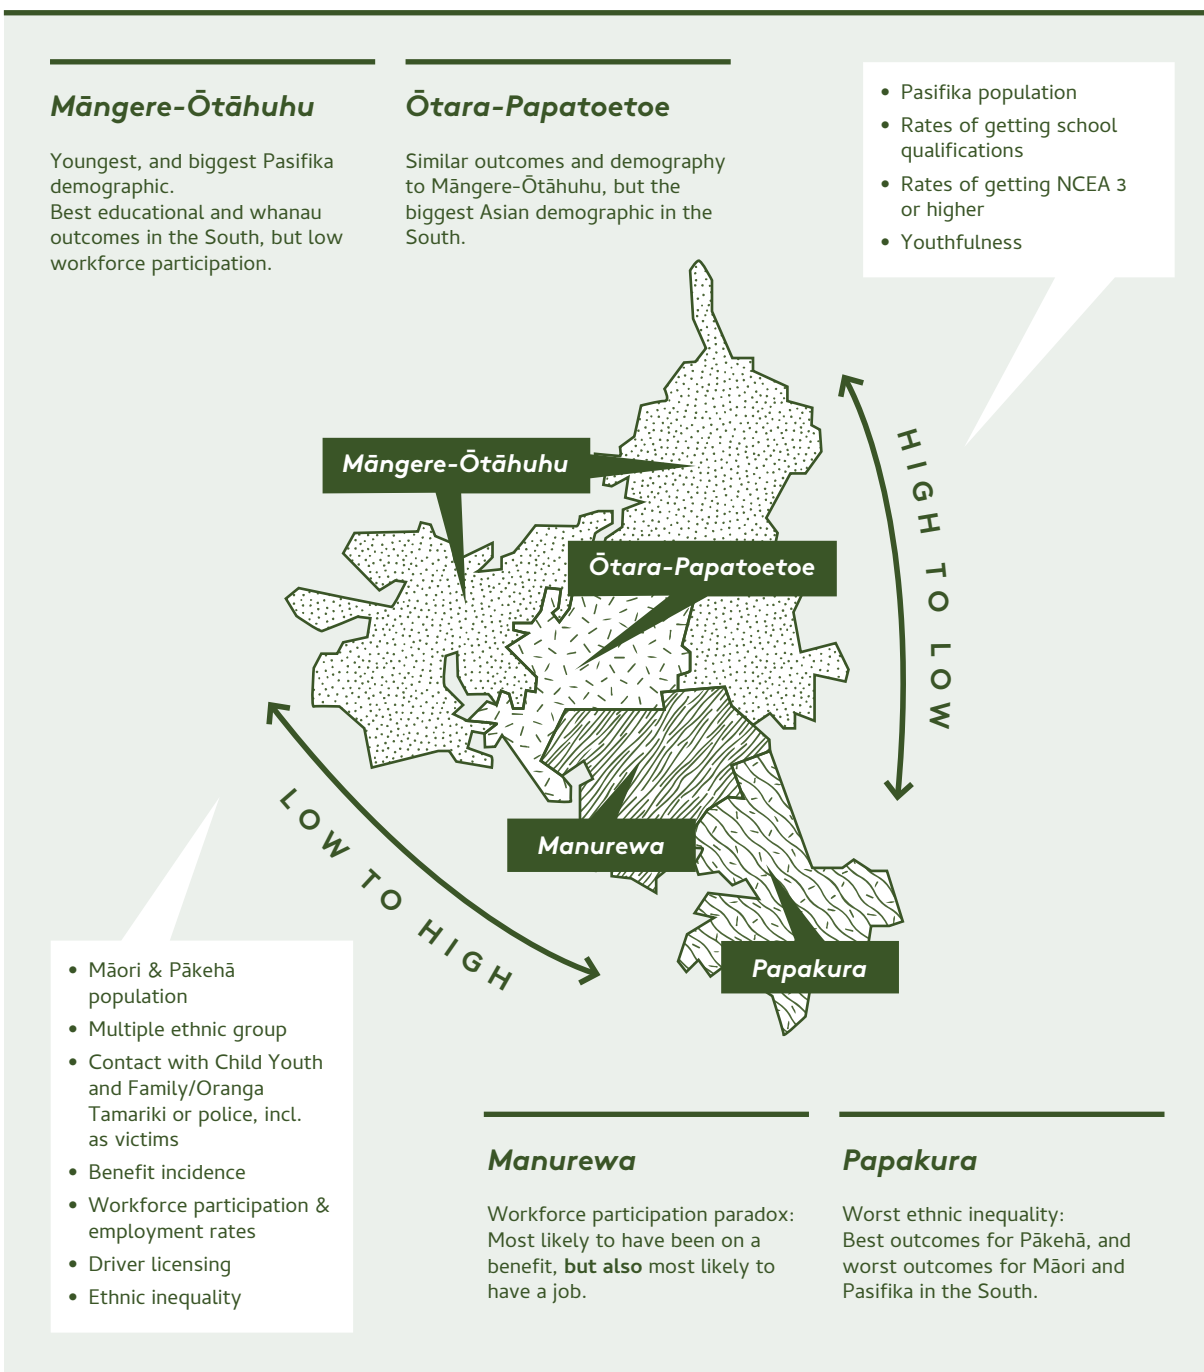 Māngere-Ōtāhuhu
Youngest, and biggest Pasifika
demographic.
Best educational and whanau
outcomes in the South, but low
workforce participation.
Ōtara-Papatoetoe
Similar outcomes and demography
to Māngere-Ōtāhuhu, but the
biggest Asian demographic in the
South.
• Pasifika population
• Rates of getting school
qualifications
• Rates of getting NCEA 3
or higher
• Youthfulness
HIGH TO LOW
Māngere-Ōtāhuhu
Ōtara-Papatoetoe
Manurewa
Papakura
LOW TO HIGH
• Māori & Pākehā
population
• Multiple ethnic group
• Contact with Child Youth
and Family/Oranga
Tamariki or police, incl.
as victims
• Benefit incidence
• Workforce participation &
employment rates
• Driver licensing
• Ethnic inequality
Manurewa
Workforce participation paradox:
Most likely to have been on a
benefit, but also most likely to
have a job.
Papakura
Worst ethnic inequality:
Best outcomes for Pākehā, and
worst outcomes for Māori and
Pasifika in the South.